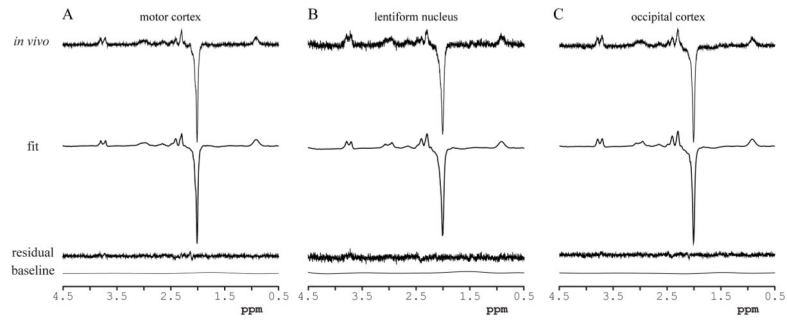 A motor cortex
B lentiform nucleus
C occipital cortex
in vivo
fit
residual
baseline
4.5 3.5 2.5 1.5 0.5
4.5 3.5 2.5 1.5 0.5
4.5 3.5 2.5 1.5 0.5
ppm
ppm
ppm